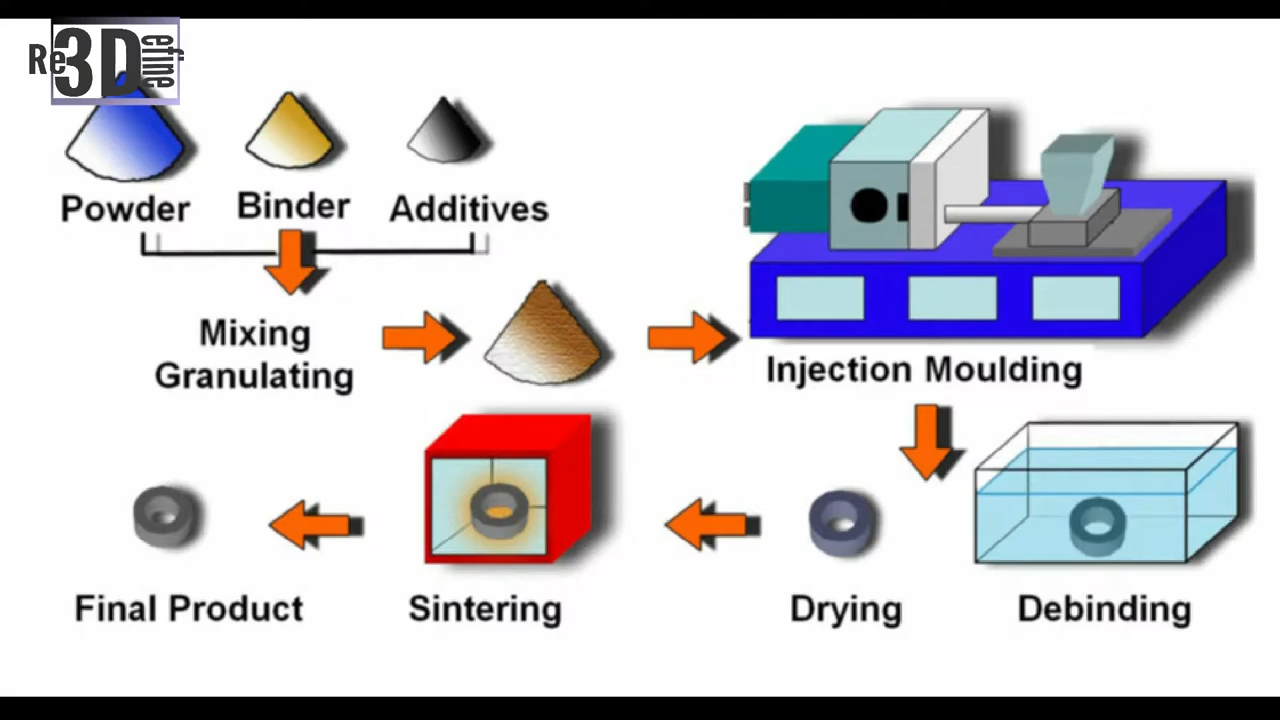 Re3Define
Powder
Binder
Additives
Mixing
Granulating
Injection Moulding
Final Product
Sintering
Drying
Debinding